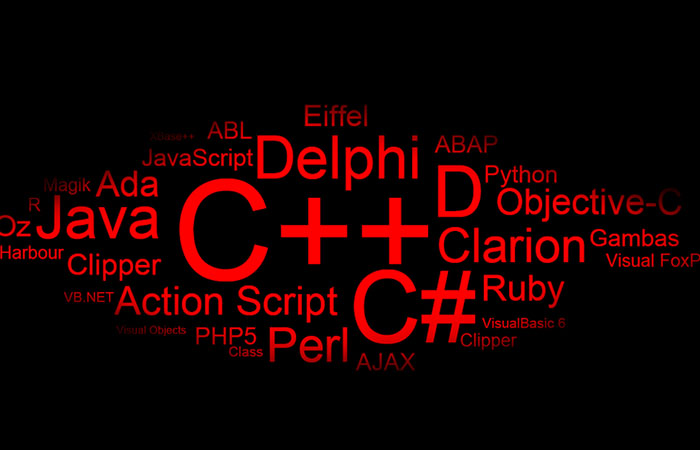 Eiffel
ABL
ABAP
JavaScript
Delphi
Python
Magik
Ada
D
Objective-C
R
Java
C++
Oz
Clarion
Gambas
Harbour
Clipper
Visual FoxP
VB.NET
Action Script
C#
Ruby
Visual Objects
PHP5
VisualBasic 6
Class
Perl
Clipper
AJAX